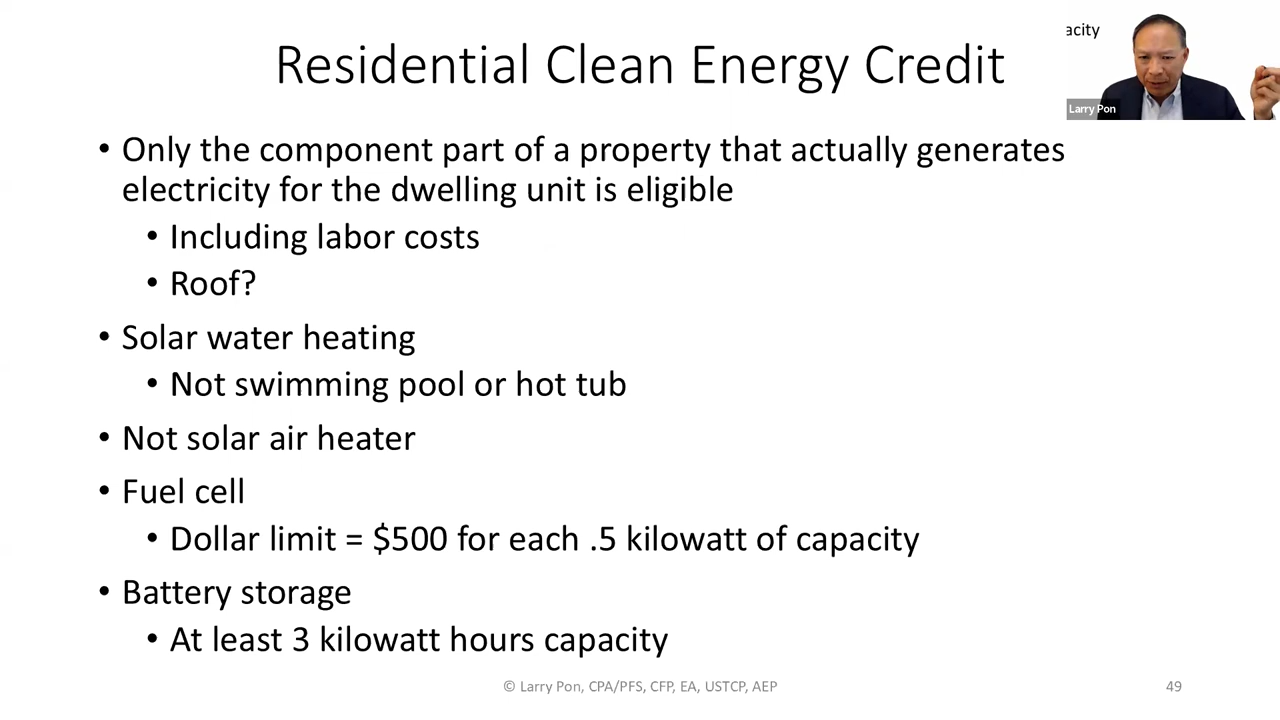 Residential Clean Energy Credit
acity
Larry Pon
• Only the component part of a property that actually generates
electricity for the dwelling unit is eligible
• Including labor costs
• Roof?
• Solar water heating
• Not swimming pool or hot tub
• Not solar air heater
• Fuel cell
• Dollar limit = $500 for each .5 kilowatt of capacity
• Battery storage
• At least 3 kilowatt hours capacity
© Larry Pon, CPA/PFS, CFP, EA, USTCP, AEP
49